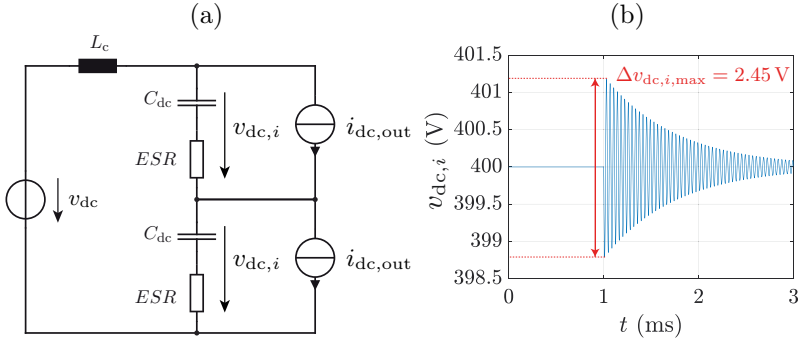 (a)
L_c
C_dc
v_dc,i
i_dc,out
ESR
v_dc
C_dc
v_dc,i
i_dc,out
ESR
(b)
401.5
401
400.5
400
399.5
399
398.5
v_dc,i (V)
Δv_dc,i,max = 2.45 V
0 1 2 3
t (ms)